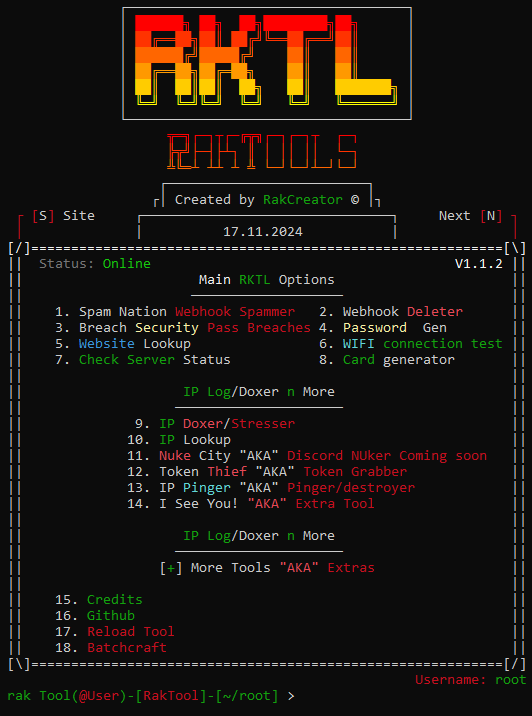 RKTL
RAKTOOLS
Created by RakCreator ©
[S] Site
Next [N]
17.11.2024
[/]===========================================================[\]
Status: Online V1.1.2
Main RKTL Options
1. Spam Nation Webhook Spammer 2. Webhook Deleter
3. Breach Security Pass Breaches 4. Password Gen
5. Website Lookup 6. WIFI connection test
7. Check Server Status 8. Card generator
IP Log/Doxer n More
9. IP Doxer/Stresser
10. IP Lookup
11. Nuke City "AKA" Discord NUker Coming soon
12. Token Thief "AKA" Token Grabber
13. IP Pinger "AKA" Pinger/destroyer
14. I See You! "AKA" Extra Tool
IP Log/Doxer n More
[+] More Tools "AKA" Extras
15. Credits
16. Github
17. Reload Tool
18. Batchcraft
[\]===========================================================[/]
Username: root
rak Tool(@User)-[RakTool]-[~/root] >